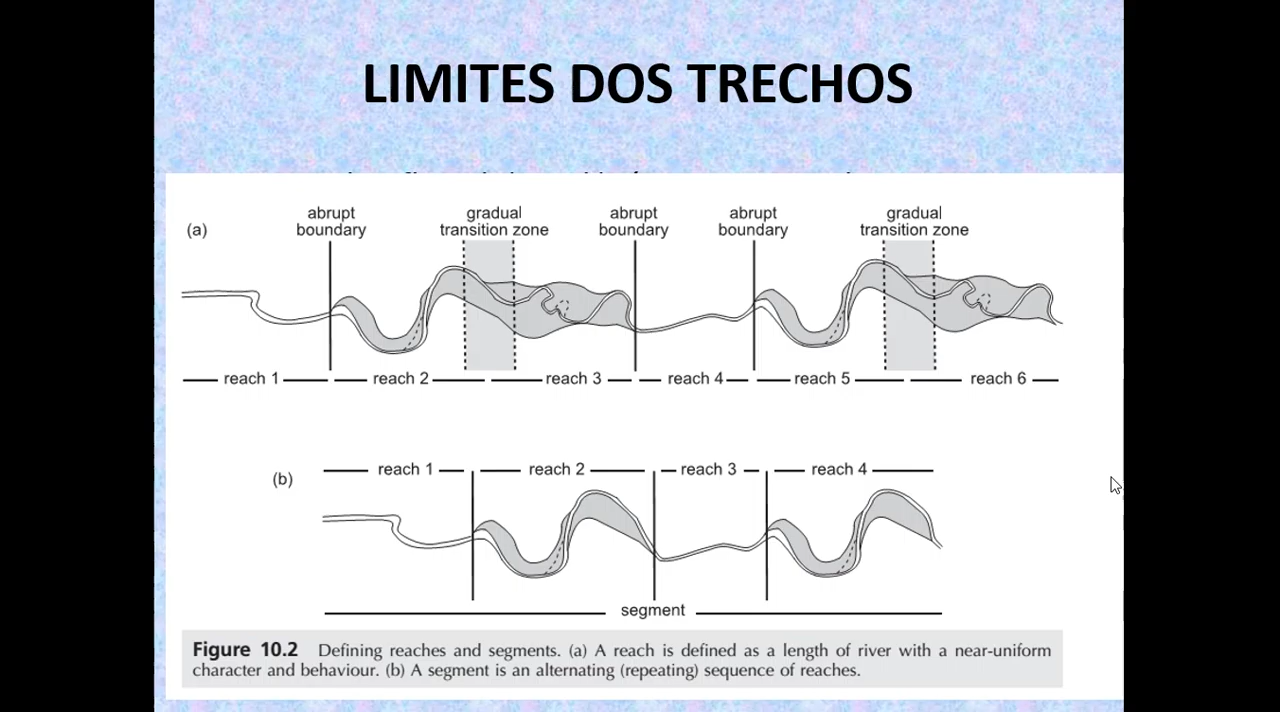 LIMITES DOS TRECHOS
abrupt
boundary
gradual
transition zone
abrupt
boundary
abrupt
boundary
gradual
transition zone
(a)
reach 1
reach 2
reach 3
reach 4
reach 5
reach 6
(b)
reach 1
reach 2
reach 3
reach 4
segment
Figure 10.2 Defining reaches and segments. (a) A reach is defined as a length of river with a near-uniform
character and behaviour. (b) A segment is an alternating (repeating) sequence of reaches.